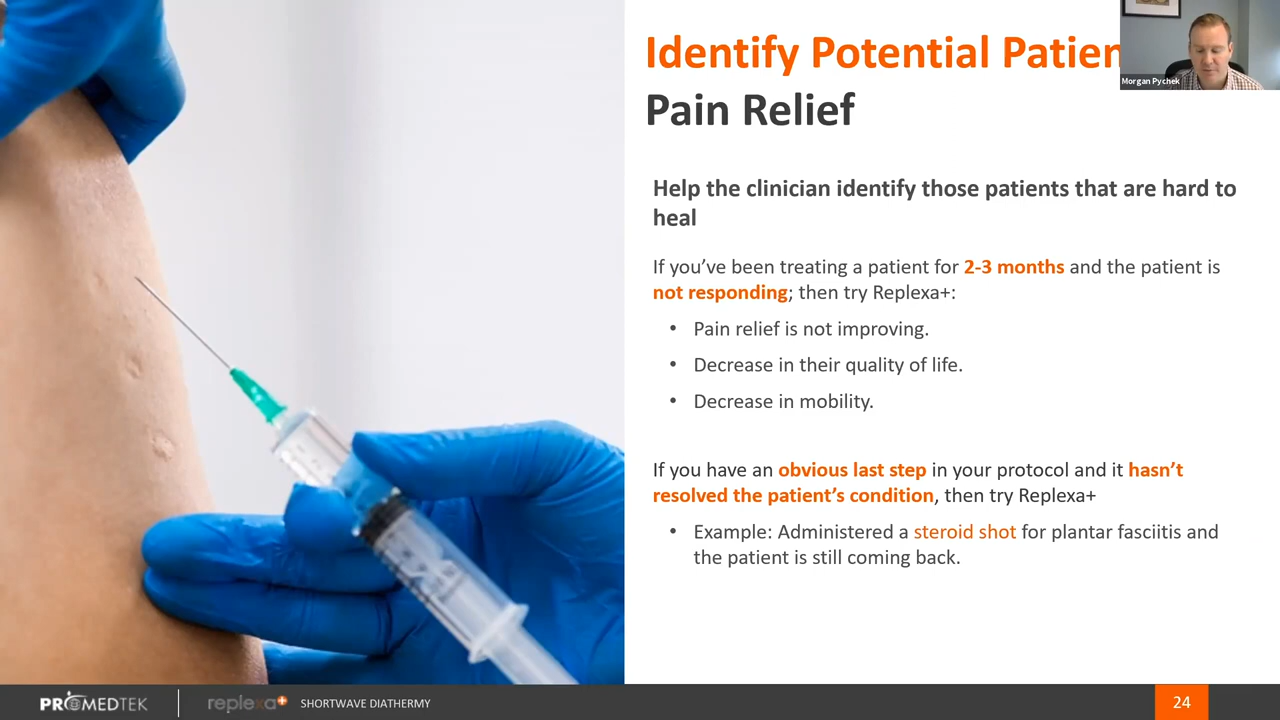 Identify Potential Patien
Morgan Pychek
Pain Relief
Help the clinician identify those patients that are hard to
heal
If you’ve been treating a patient for 2-3 months and the patient is
not responding; then try Replexa+:
• Pain relief is not improving.
• Decrease in their quality of life.
• Decrease in mobility.
If you have an obvious last step in your protocol and it hasn’t
resolved the patient’s condition, then try Replexa+
• Example: Administered a steroid shot for plantar fasciitis and
the patient is still coming back.
PROMEDTEK
replexa+
SHORTWAVE DIATHERMY
24